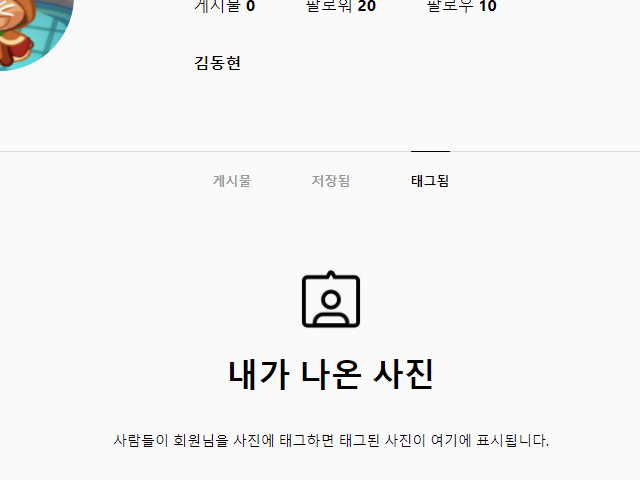 게시물 0 팔로워 20 팔로우 10
김동현
게시물 저장됨 태그됨
내가 나온 사진
사람들이 회원님을 사진에 태그하면 태그된 사진이 여기에 표시됩니다.